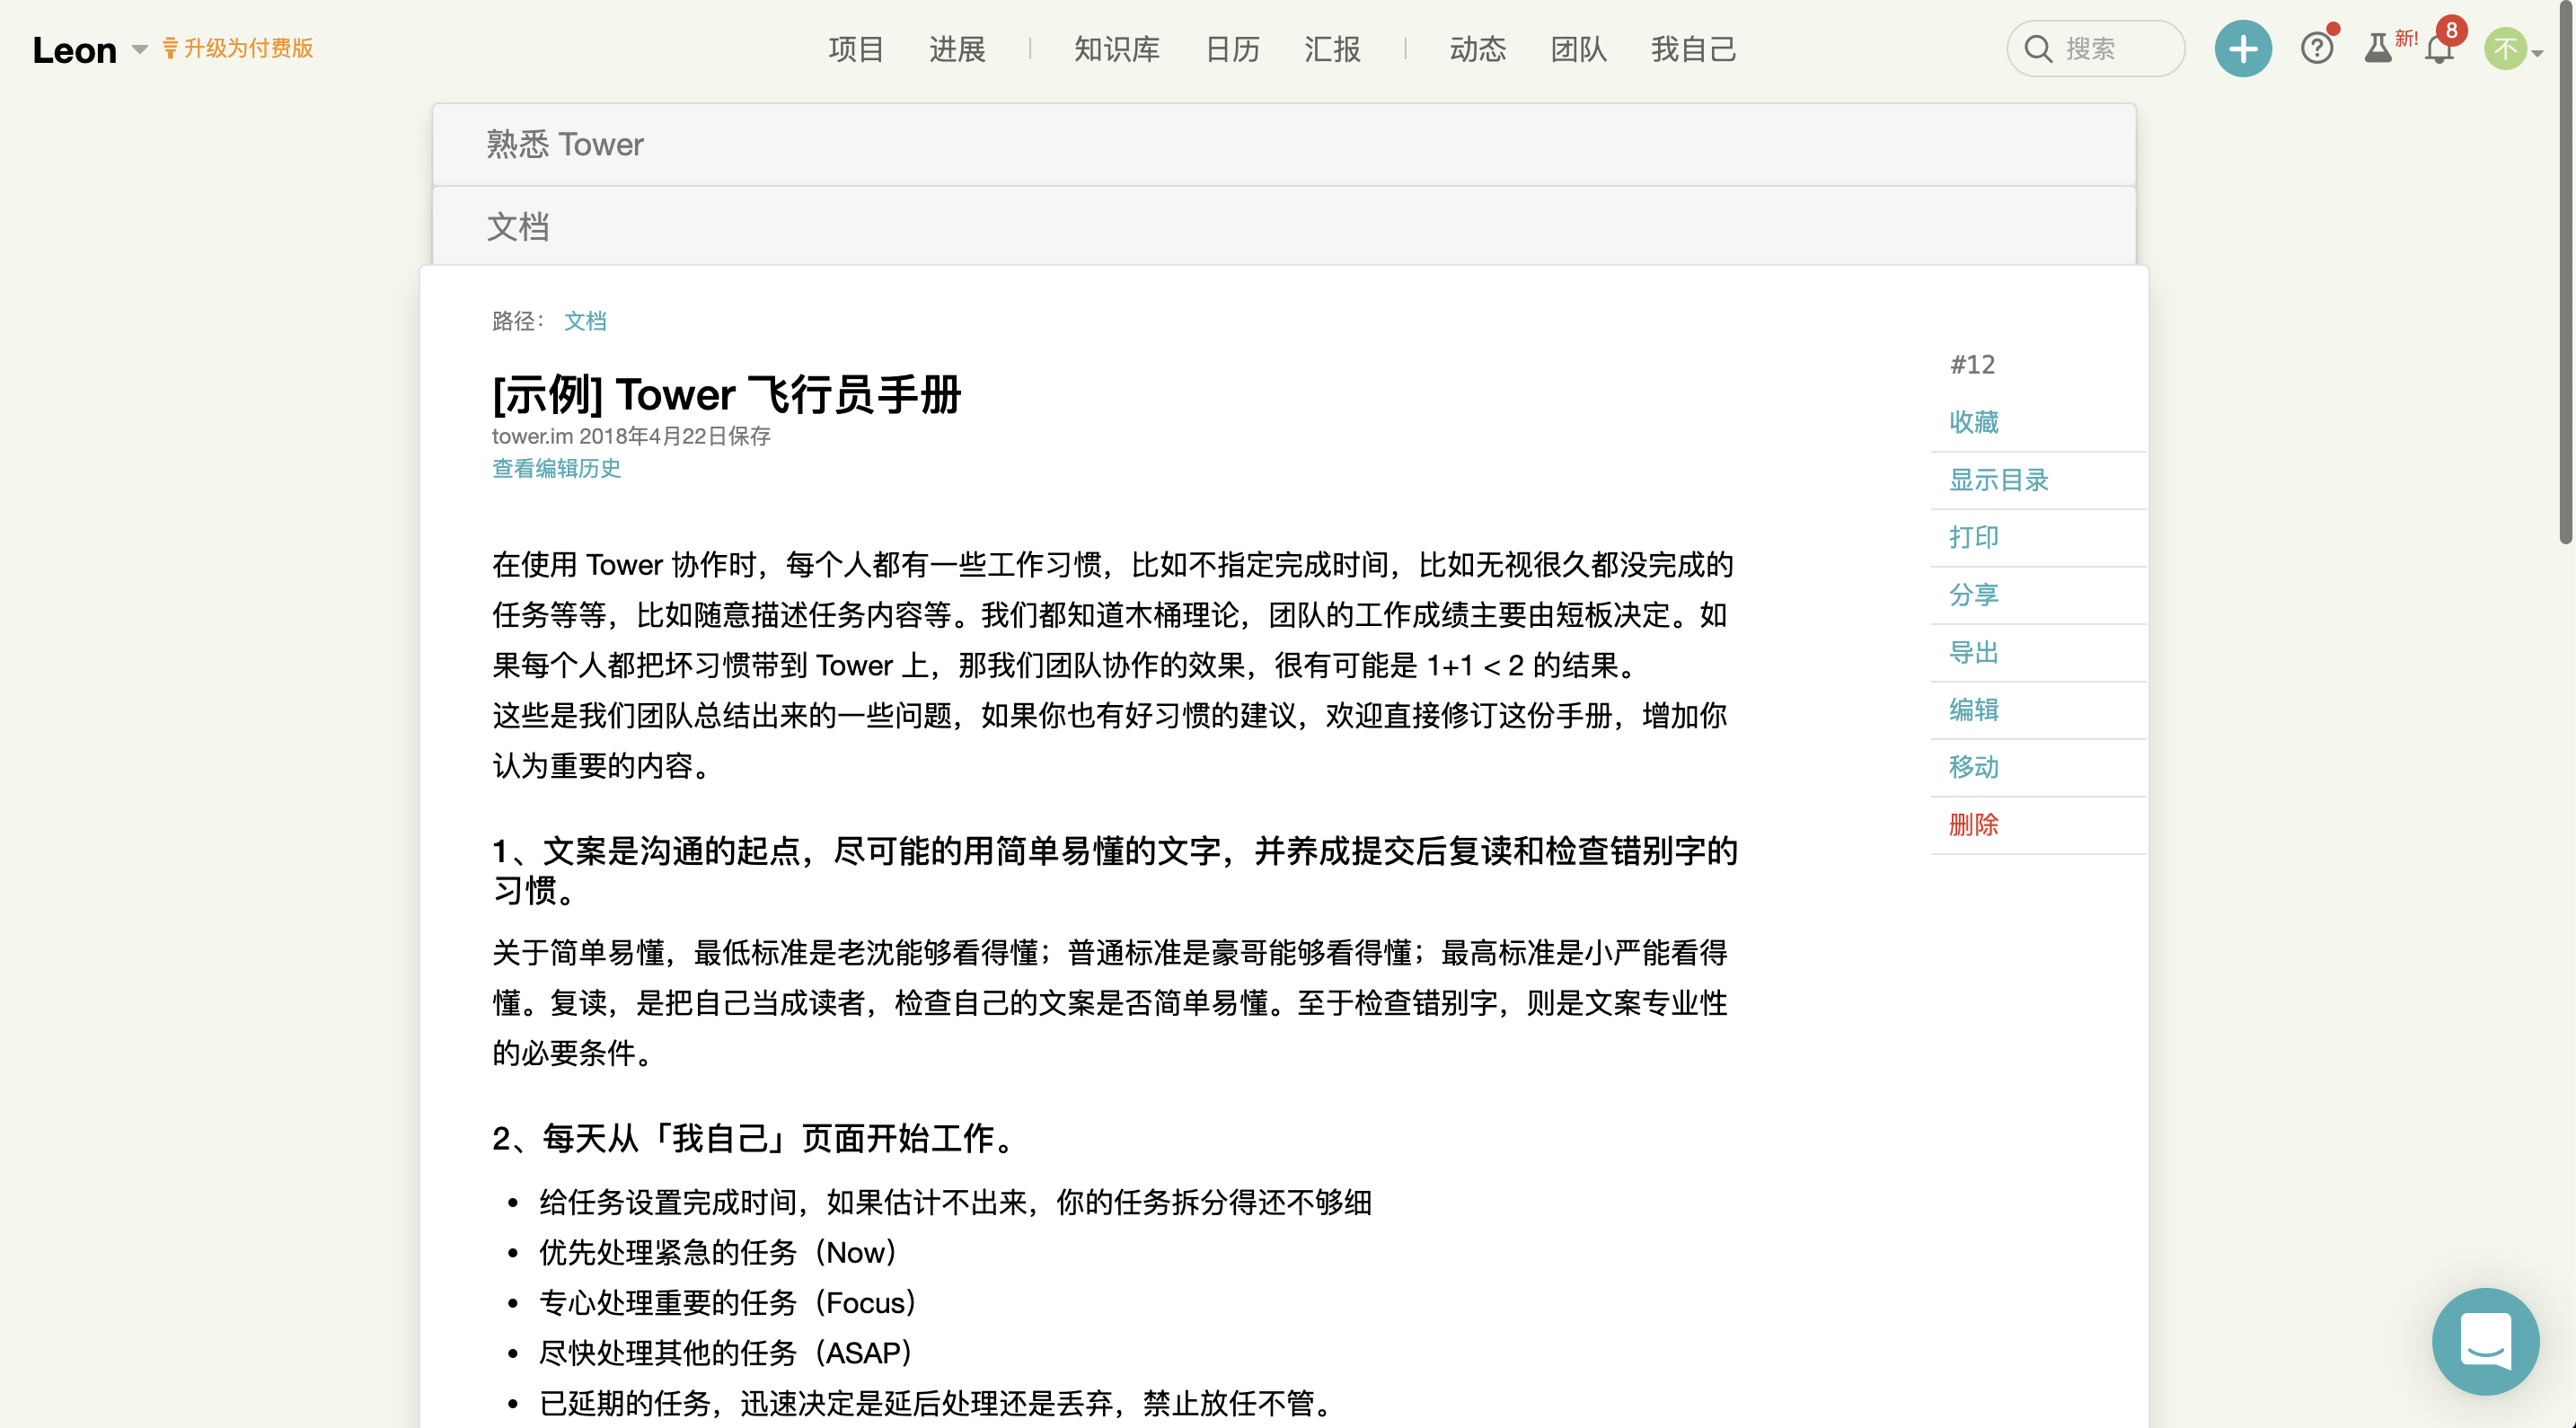 Leon
升级为付费版
项目 进展 知识库 日历 汇报 动态 团队 我自己
搜索
新!
8
不
熟悉 Tower
文档
路径： 文档
[示例] Tower 飞行员手册
tower.im 2018年4月22日保存
查看编辑历史
在使用 Tower 协作时，每个人都有一些工作习惯，比如不指定完成时间，比如无视很久都没完成的
任务等等，比如随意描述任务内容等。我们都知道木桶理论，团队的工作成绩主要由短板决定。如
果每个人都把坏习惯带到 Tower 上，那我们团队协作的效果，很有可能是 1+1 < 2 的结果。
这些是我们团队总结出来的一些问题，如果你也有好习惯的建议，欢迎直接修订这份手册，增加你
认为重要的内容。
1、文案是沟通的起点，尽可能的用简单易懂的文字，并养成提交后复读和检查错别字的
习惯。
关于简单易懂，最低标准是老沈能够看得懂；普通标准是豪哥能够看得懂；最高标准是小严能看得
懂。复读，是把自己当成读者，检查自己的文案是否简单易懂。至于检查错别字，则是文案专业性
的必要条件。
2、每天从「我自己」页面开始工作。
• 给任务设置完成时间，如果估计不出来，你的任务拆分得还不够细
• 优先处理紧急的任务（Now）
• 专心处理重要的任务（Focus）
• 尽快处理其他的任务（ASAP）
• 已延期的任务，迅速决定是延后处理还是丢弃，禁止放任不管。
#12
收藏
显示目录
打印
分享
导出
编辑
移动
删除